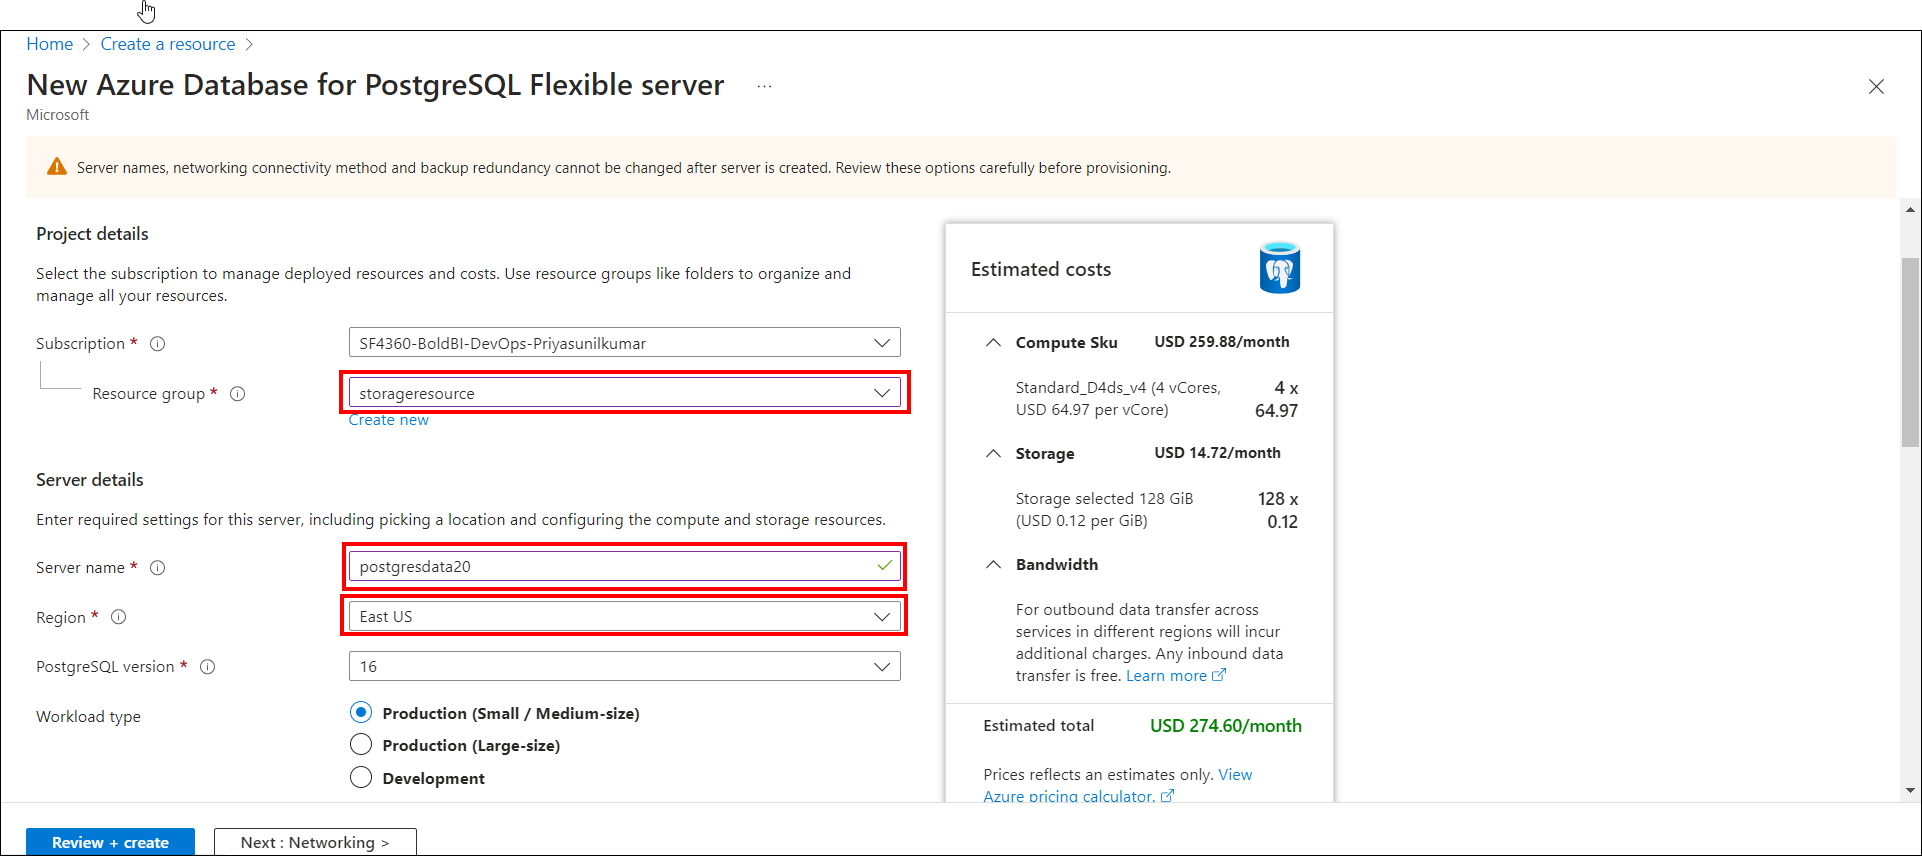 Home > Create a resource >
New Azure Database for PostgreSQL Flexible server ...
Microsoft
Server names, networking connectivity method and backup redundancy cannot be changed after server is created. Review these options carefully before provisioning.
Project details
Select the subscription to manage deployed resources and costs. Use resource groups like folders to organize and
manage all your resources.
Subscription *
SF4360-BoldBI-DevOps-Priyasunilkumar
Resource group *
storageresource
Create new
Server details
Enter required settings for this server, including picking a location and configuring the compute and storage resources.
Server name *
postgresdata20
Region *
East US
PostgreSQL version *
16
Workload type
Production (Small / Medium-size)
Production (Large-size)
Development
Estimated costs
Compute Sku USD 259.88/month
Standard_D4ds_v4 (4 vCores, 4 x
USD 64.97 per vCore) 64.97
Storage USD 14.72/month
Storage selected 128 GiB 128 x
(USD 0.12 per GiB) 0.12
Bandwidth
For outbound data transfer across
services in different regions will incur
additional charges. Any inbound data
transfer is free. Learn more
Estimated total USD 274.60/month
Prices reflects an estimates only. View
Azure pricing calculator.
Review + create
Next : Networking >